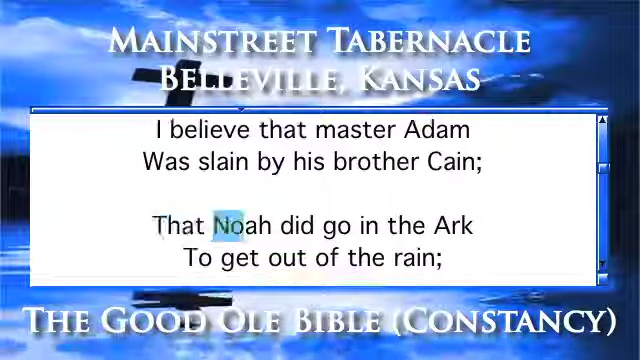 Mainstreet Tabernacle
Belleville, Kansas
I believe that master Adam
Was slain by his brother Cain;
That Noah did go in the Ark
To get out of the rain;
The Good Ole Bible (Constancy)